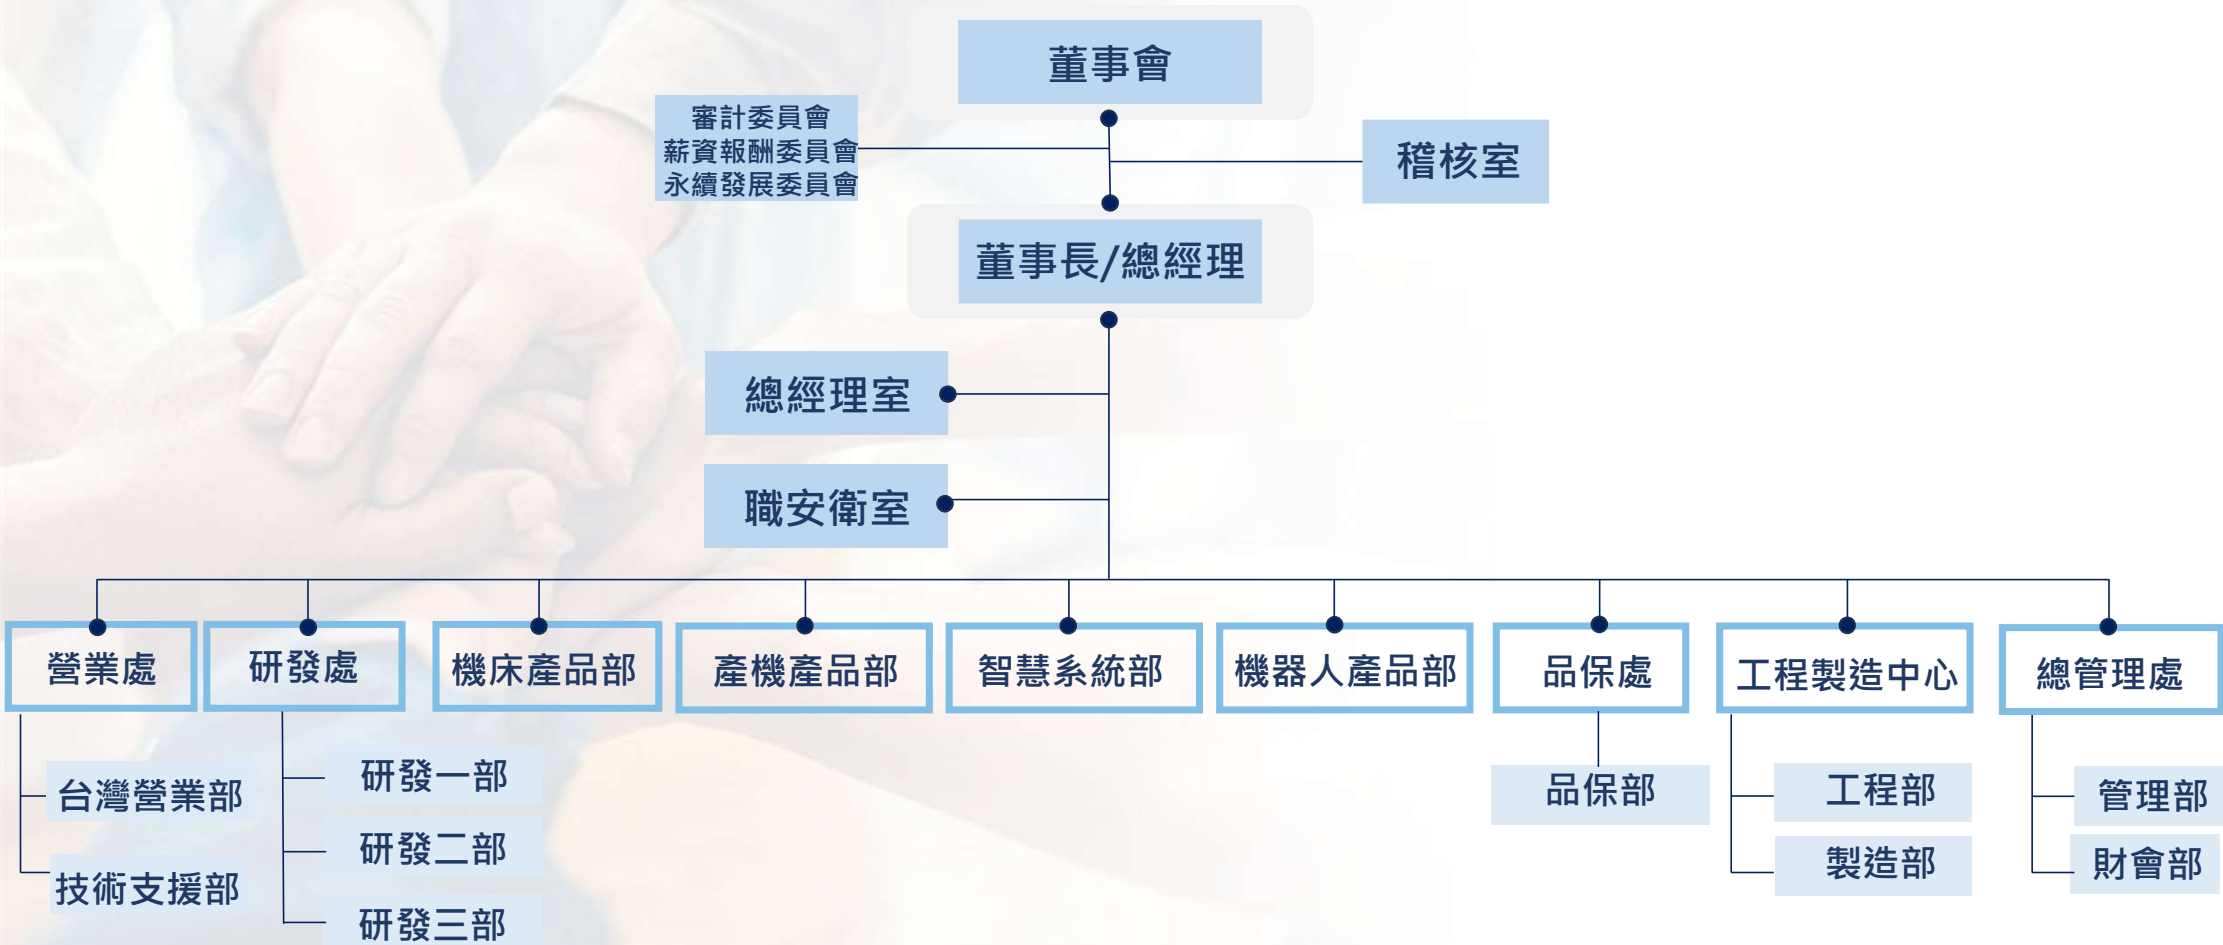 董事會
審計委員會
薪資報酬委員會
永續發展委員會
稽核室
董事長/總經理
總經理室
職安衛室
營業處
研發處
機床產品部
產機產品部
智慧系統部
機器人產品部
品保處
工程製造中心
總管理處
台灣營業部
技術支援部
研發一部
研發二部
研發三部
品保部
工程部
製造部
管理部
財會部